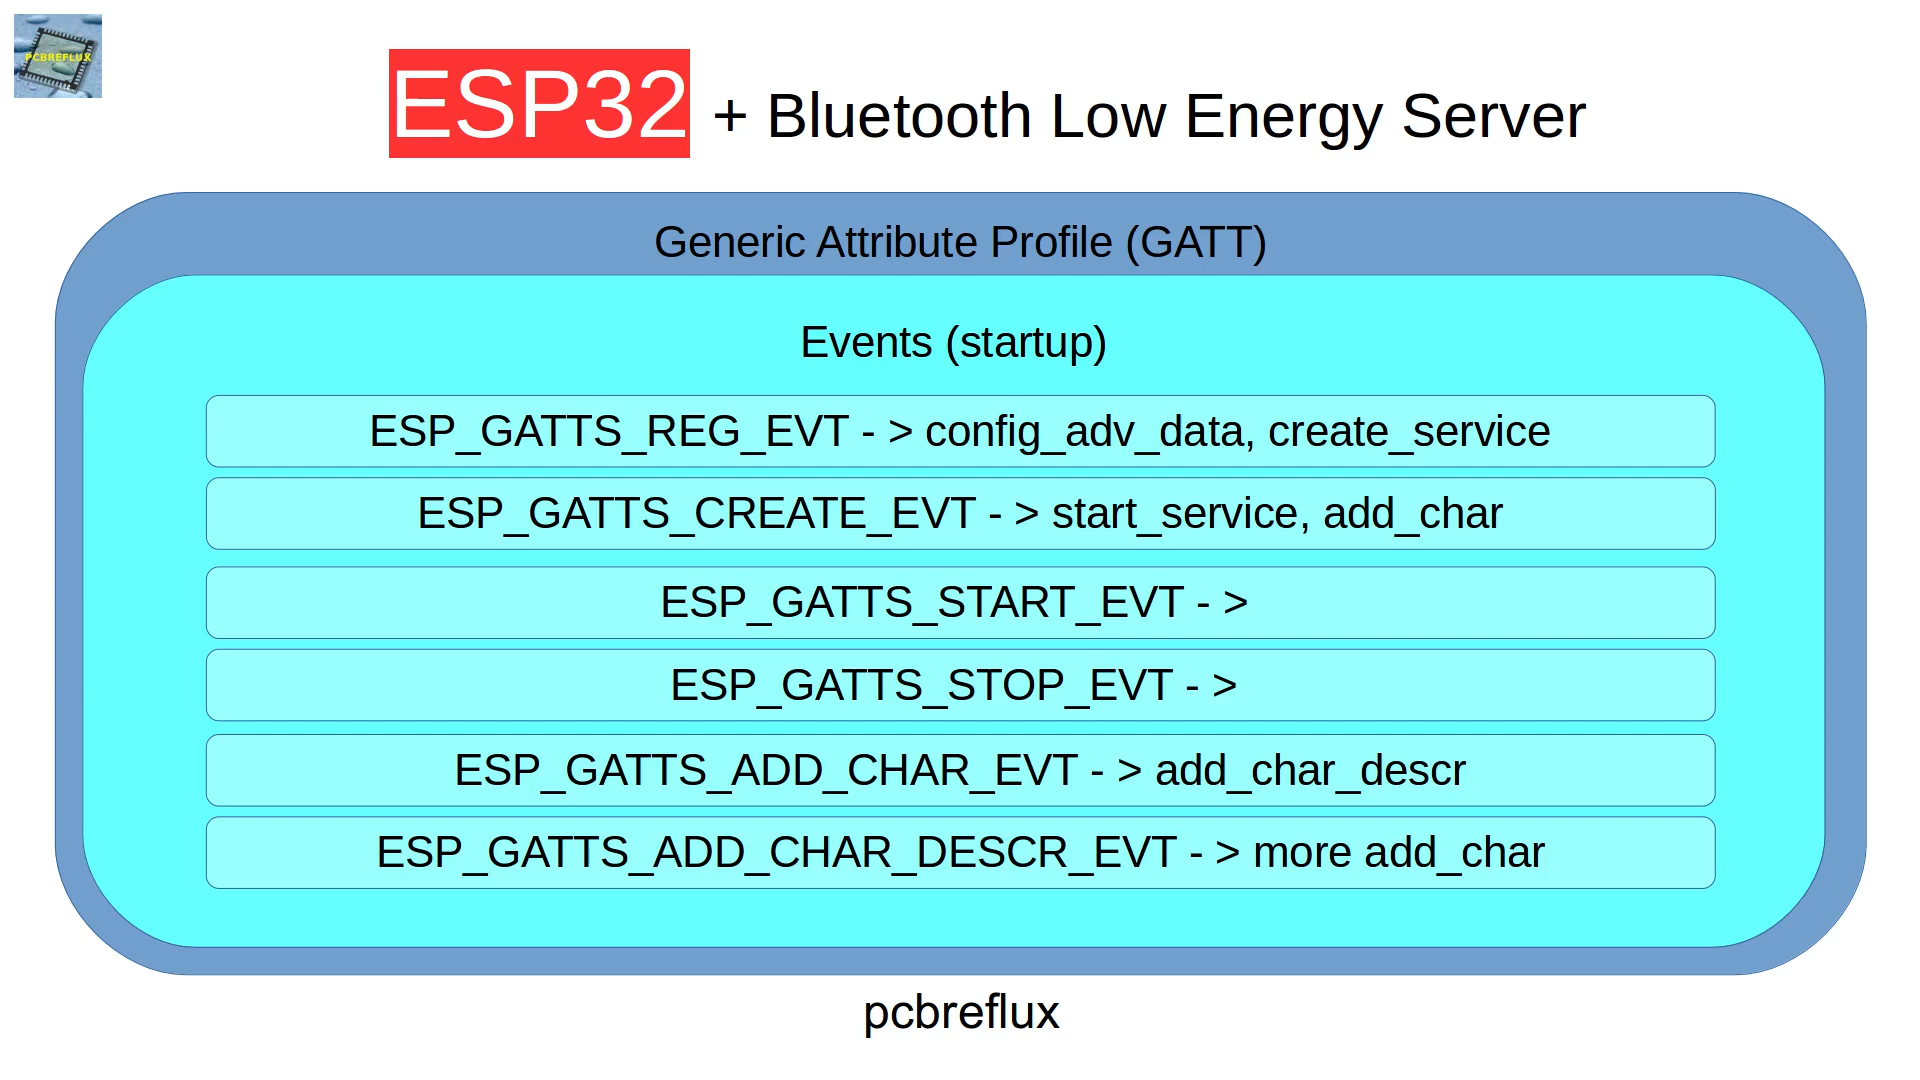 PCBREFLUX
ESP32 + Bluetooth Low Energy Server
Generic Attribute Profile (GATT)
Events (startup)
ESP_GATTS_REG_EVT - > config_adv_data, create_service
ESP_GATTS_CREATE_EVT - > start_service, add_char
ESP_GATTS_START_EVT - >
ESP_GATTS_STOP_EVT - >
ESP_GATTS_ADD_CHAR_EVT - > add_char_descr
ESP_GATTS_ADD_CHAR_DESCR_EVT - > more add_char
pcbreflux